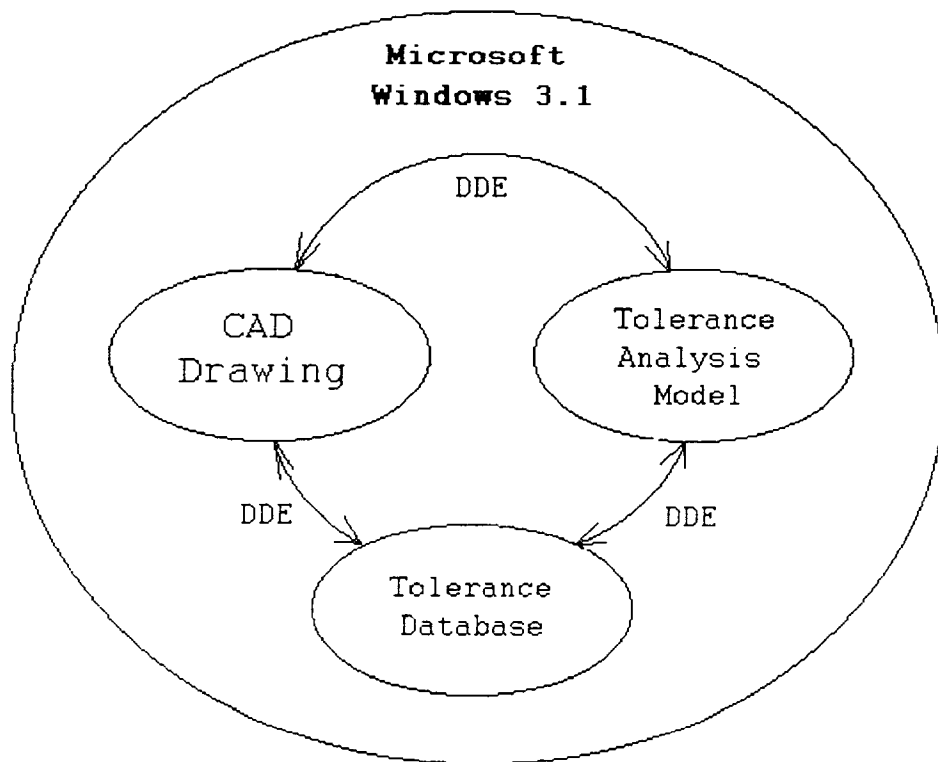 Microsoft
Windows 3.1
DDE
CAD
Drawing
Tolerance
Analysis
Model
DDE
DDE
Tolerance
Database